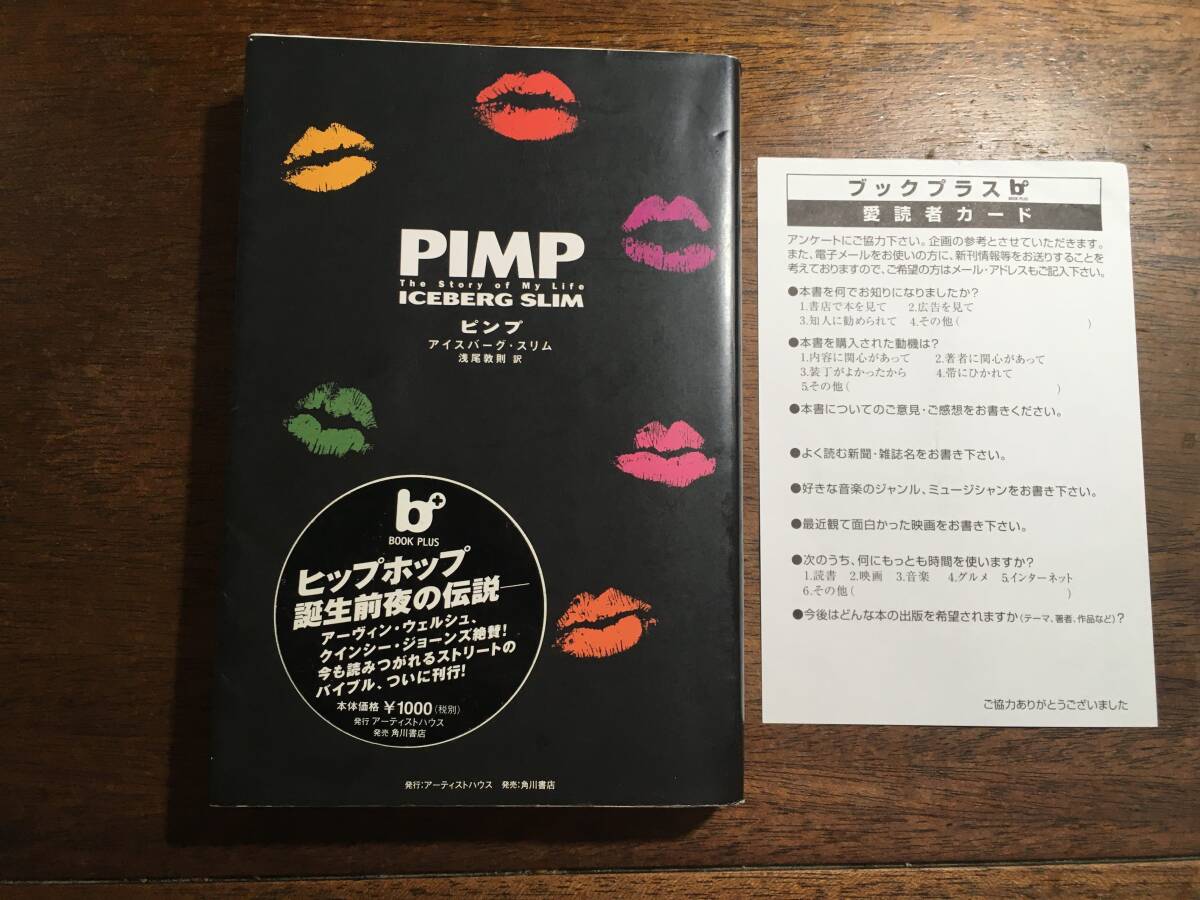 PIMP
The Story of My Life
ICEBERG SLIM
ピンプ
アイスバーグ・スリム
浅尾敦則 訳
b+
BOOK PLUS
ヒップホップ
誕生前夜の伝説
アーヴィン・ウェルシュ、
クインシー・ジョーンズ絶賛!
今も読みつがれるストリートの
バイブル、ついに刊行!
本体価格 ¥1000(税別)
発行 アーティストハウス
発売 角川書店
発行:アーティストハウス 発売:角川書店
ブックプラス b+
BOOK PLUS
愛読者カード
アンケートにご協力下さい。企画の参考とさせていただきます。
また、電子メールをお使いの方に、新刊情報等をお送りすることを
考えておりますので、ご希望の方はメール・アドレスもご記入下さい。
●本書を何でお知りになりましたか?
1.書店で本を見て 2.広告を見て
3.知人に勧められて 4.その他( )
●本書を購入された動機は?
1.内容に関心があって 2.著者に関心があって
3.装丁がよかったから 4.帯にひかれて
5.その他( )
●本書についてのご意見・ご感想をお書きください。
●よく読む新聞・雑誌名をお書き下さい。
●好きな音楽のジャンル、ミュージシャンをお書き下さい。
●最近観て面白かった映画をお書き下さい。
●次のうち、何にもっとも時間を使いますか?
1.読書 2.映画 3.音楽 4.グルメ 5.インターネット
6.その他( )
●今後はどんな本の出版を希望されますか(テーマ、著者、作品など)?
ご協力ありがとうございました